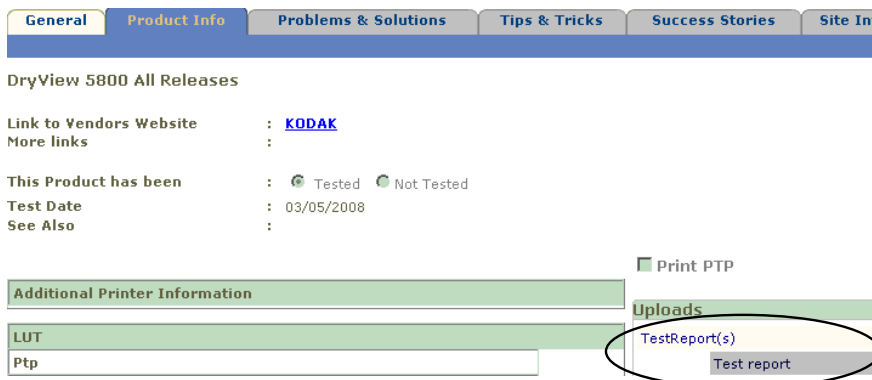 General Product Info Problems & Solutions Tips & Tricks Success Stories Site In
DryView 5800 All Releases
Link to Vendors Website : KODAK
More links :
This Product has been : Tested Not Tested
Test Date : 03/05/2008
See Also :
Print PTP
Additional Printer Information
Uploads
LUT
TestReport(s)
Ptp
Test report